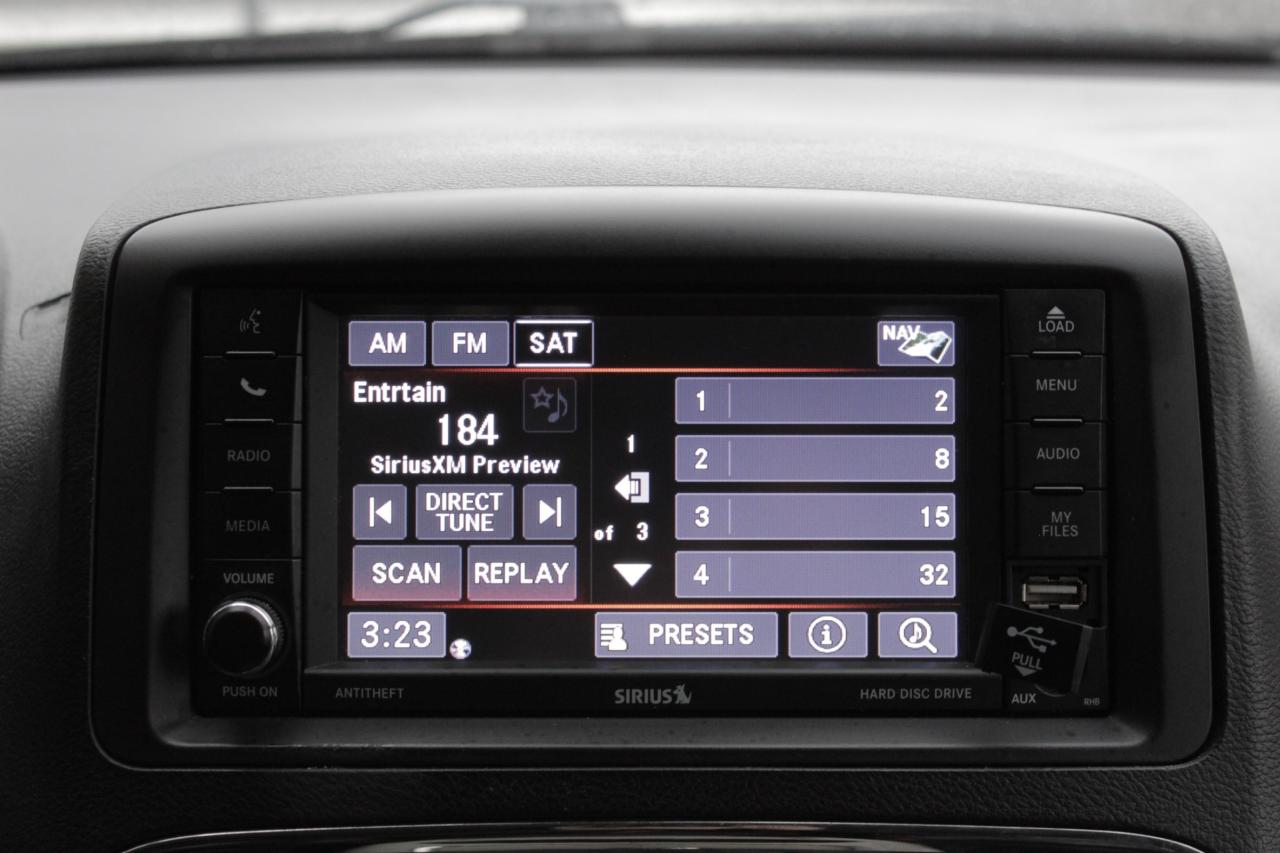 AM FM SAT NAV
Entrtain
184
SiriusXM Preview
DIRECT
TUNE
SCAN REPLAY
1
of 3
1 2
2 8
3 15
4 32
3:23 PRESETS
RADIO
MEDIA
VOLUME
PUSH ON
LOAD
MENU
AUDIO
MY
FILES
PULL
AUX
RHB
ANTITHEFT SIRIUS HARD DISC DRIVE